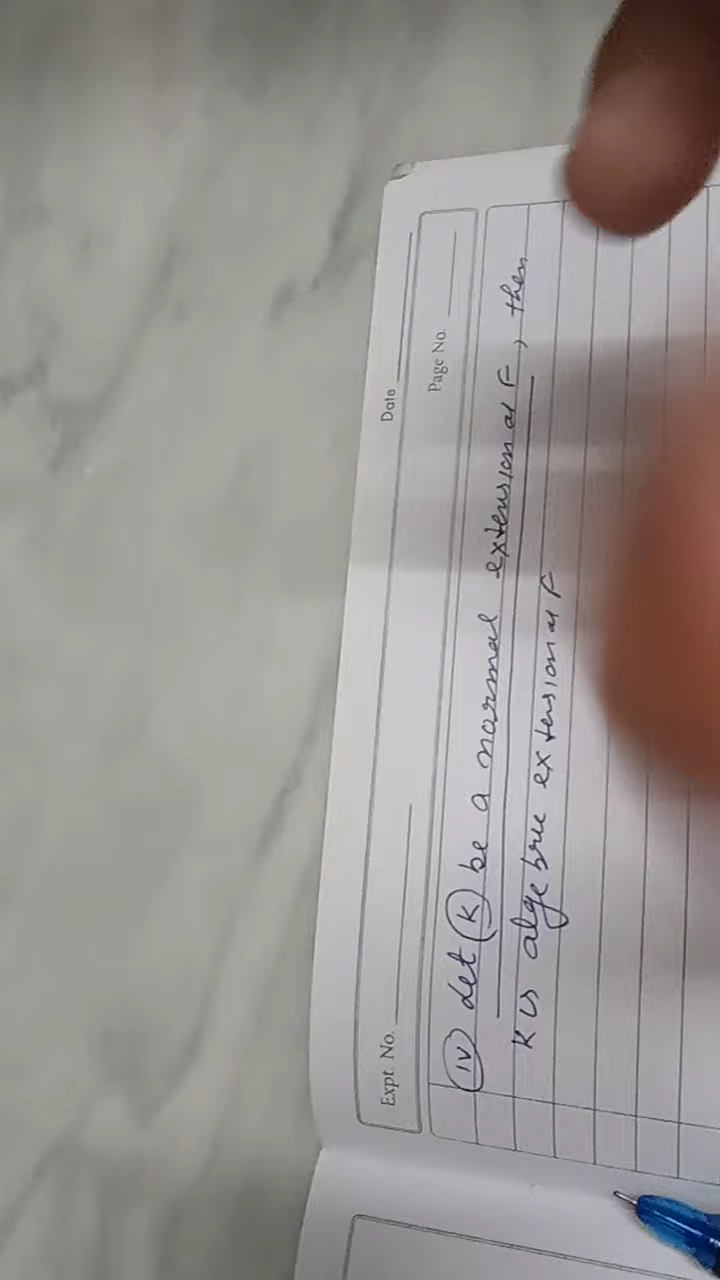 Expt. No.
Date
Page No.
(iv) Let K be a normal extension of F, then
K is algebric extension of F